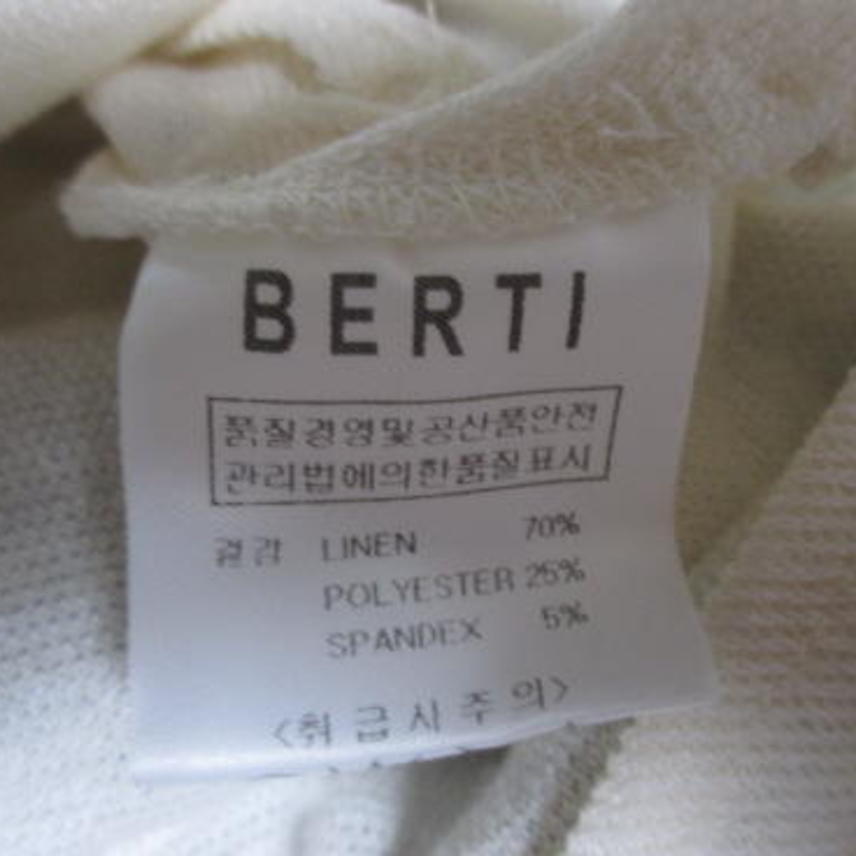 BERTI
품질경영및공산품안전
관리법에의한품질표시
겉감 LINEN 70%
POLYESTER 25%
SPANDEX 5%
<취급시주의>